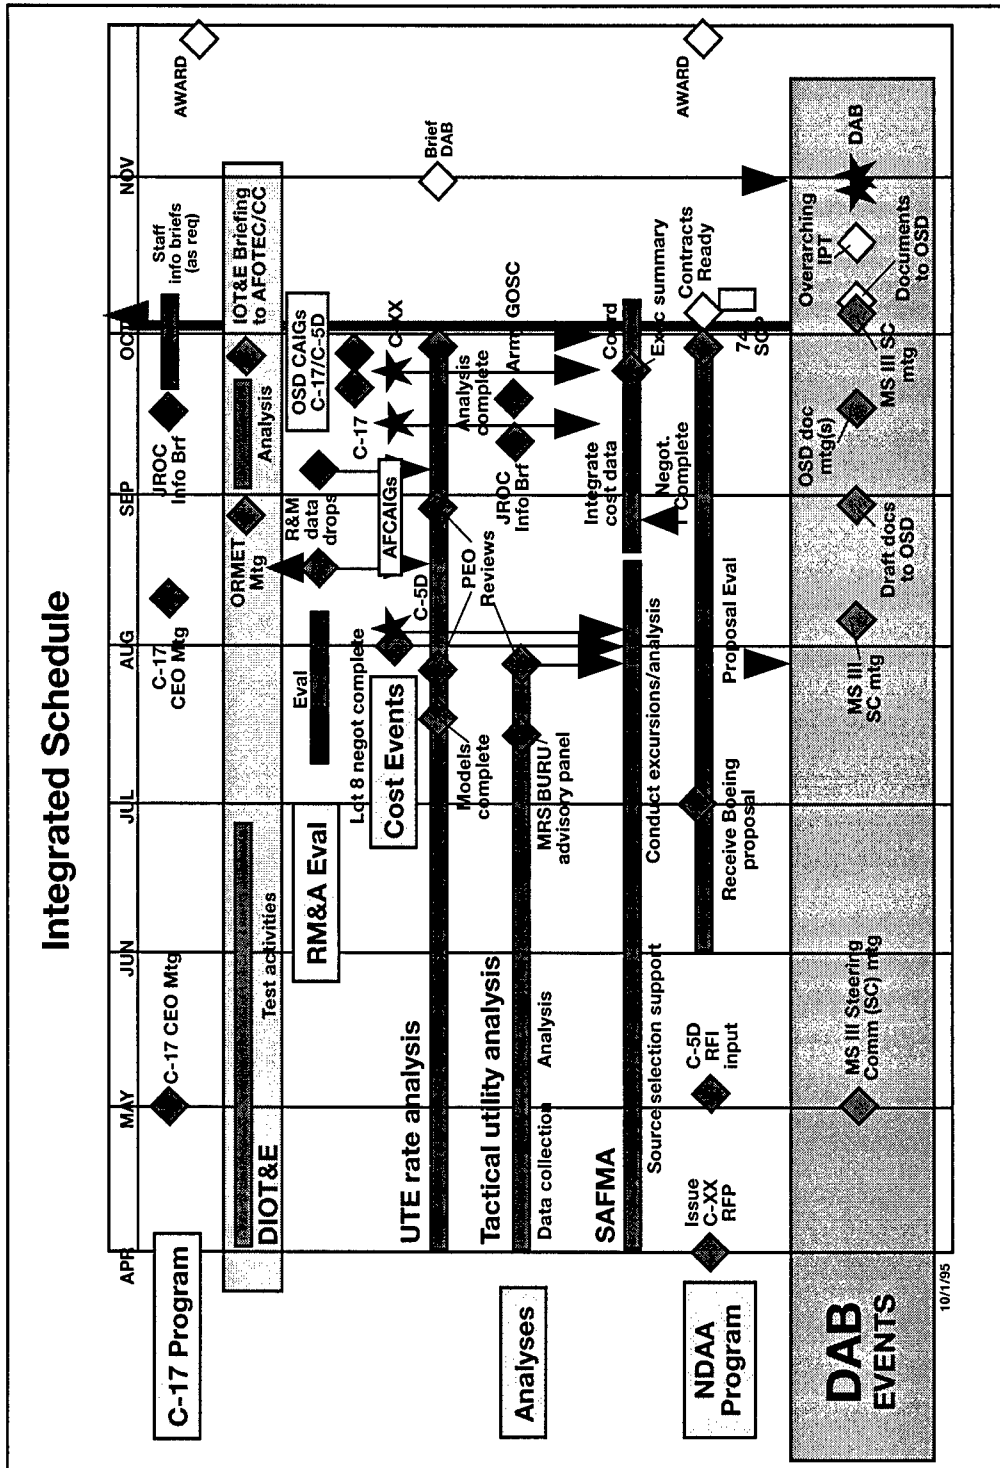 Integrated Schedule
APR
MAY
JUN
JUL
AUG
SEP
OCT
NOV
C-17 Program
C-17 CEO Mtg
C-17
CEO Mtg
JROC
Info Brf
Staff
info briefs
(as req)
AWARD
DIOT&E
Test activities
ORMET
Mtg
Analysis
IOT&E Briefing
to AFOTEC/CC
RM&A Eval
Eval
R&M
data
drops
OSD CAIGs
C-17/C-5D
Lot 8 negot complete
Cost Events
C-5D
AFCAIGs
C-17
C-XX
Analyses
UTE rate analysis
Models
complete
PEO
Reviews
Analysis
complete
Brief
DAB
Tactical utility analysis
Data collection
Analysis
MRS BURU
advisory panel
JROC
Info Brf
Army GOSC
SAFMA
Source selection support
Conduct excursions/analysis
Integrate
cost data
Coord
Exec summary
NDAA
Program
Issue
C-XX
RFP
C-5D
RFI
input
Receive Boeing
proposal
Proposal Eval
Negot.
Complete
Contracts
Ready
AWARD
DAB
EVENTS
MS III Steering
Comm (SC) mtg
MS III
SC mtg
Draft docs
to OSD
OSD doc
mtg(s)
MS III SC
mtg
Overarching
IPT
Documents
to OSD
DAB
10/1/95